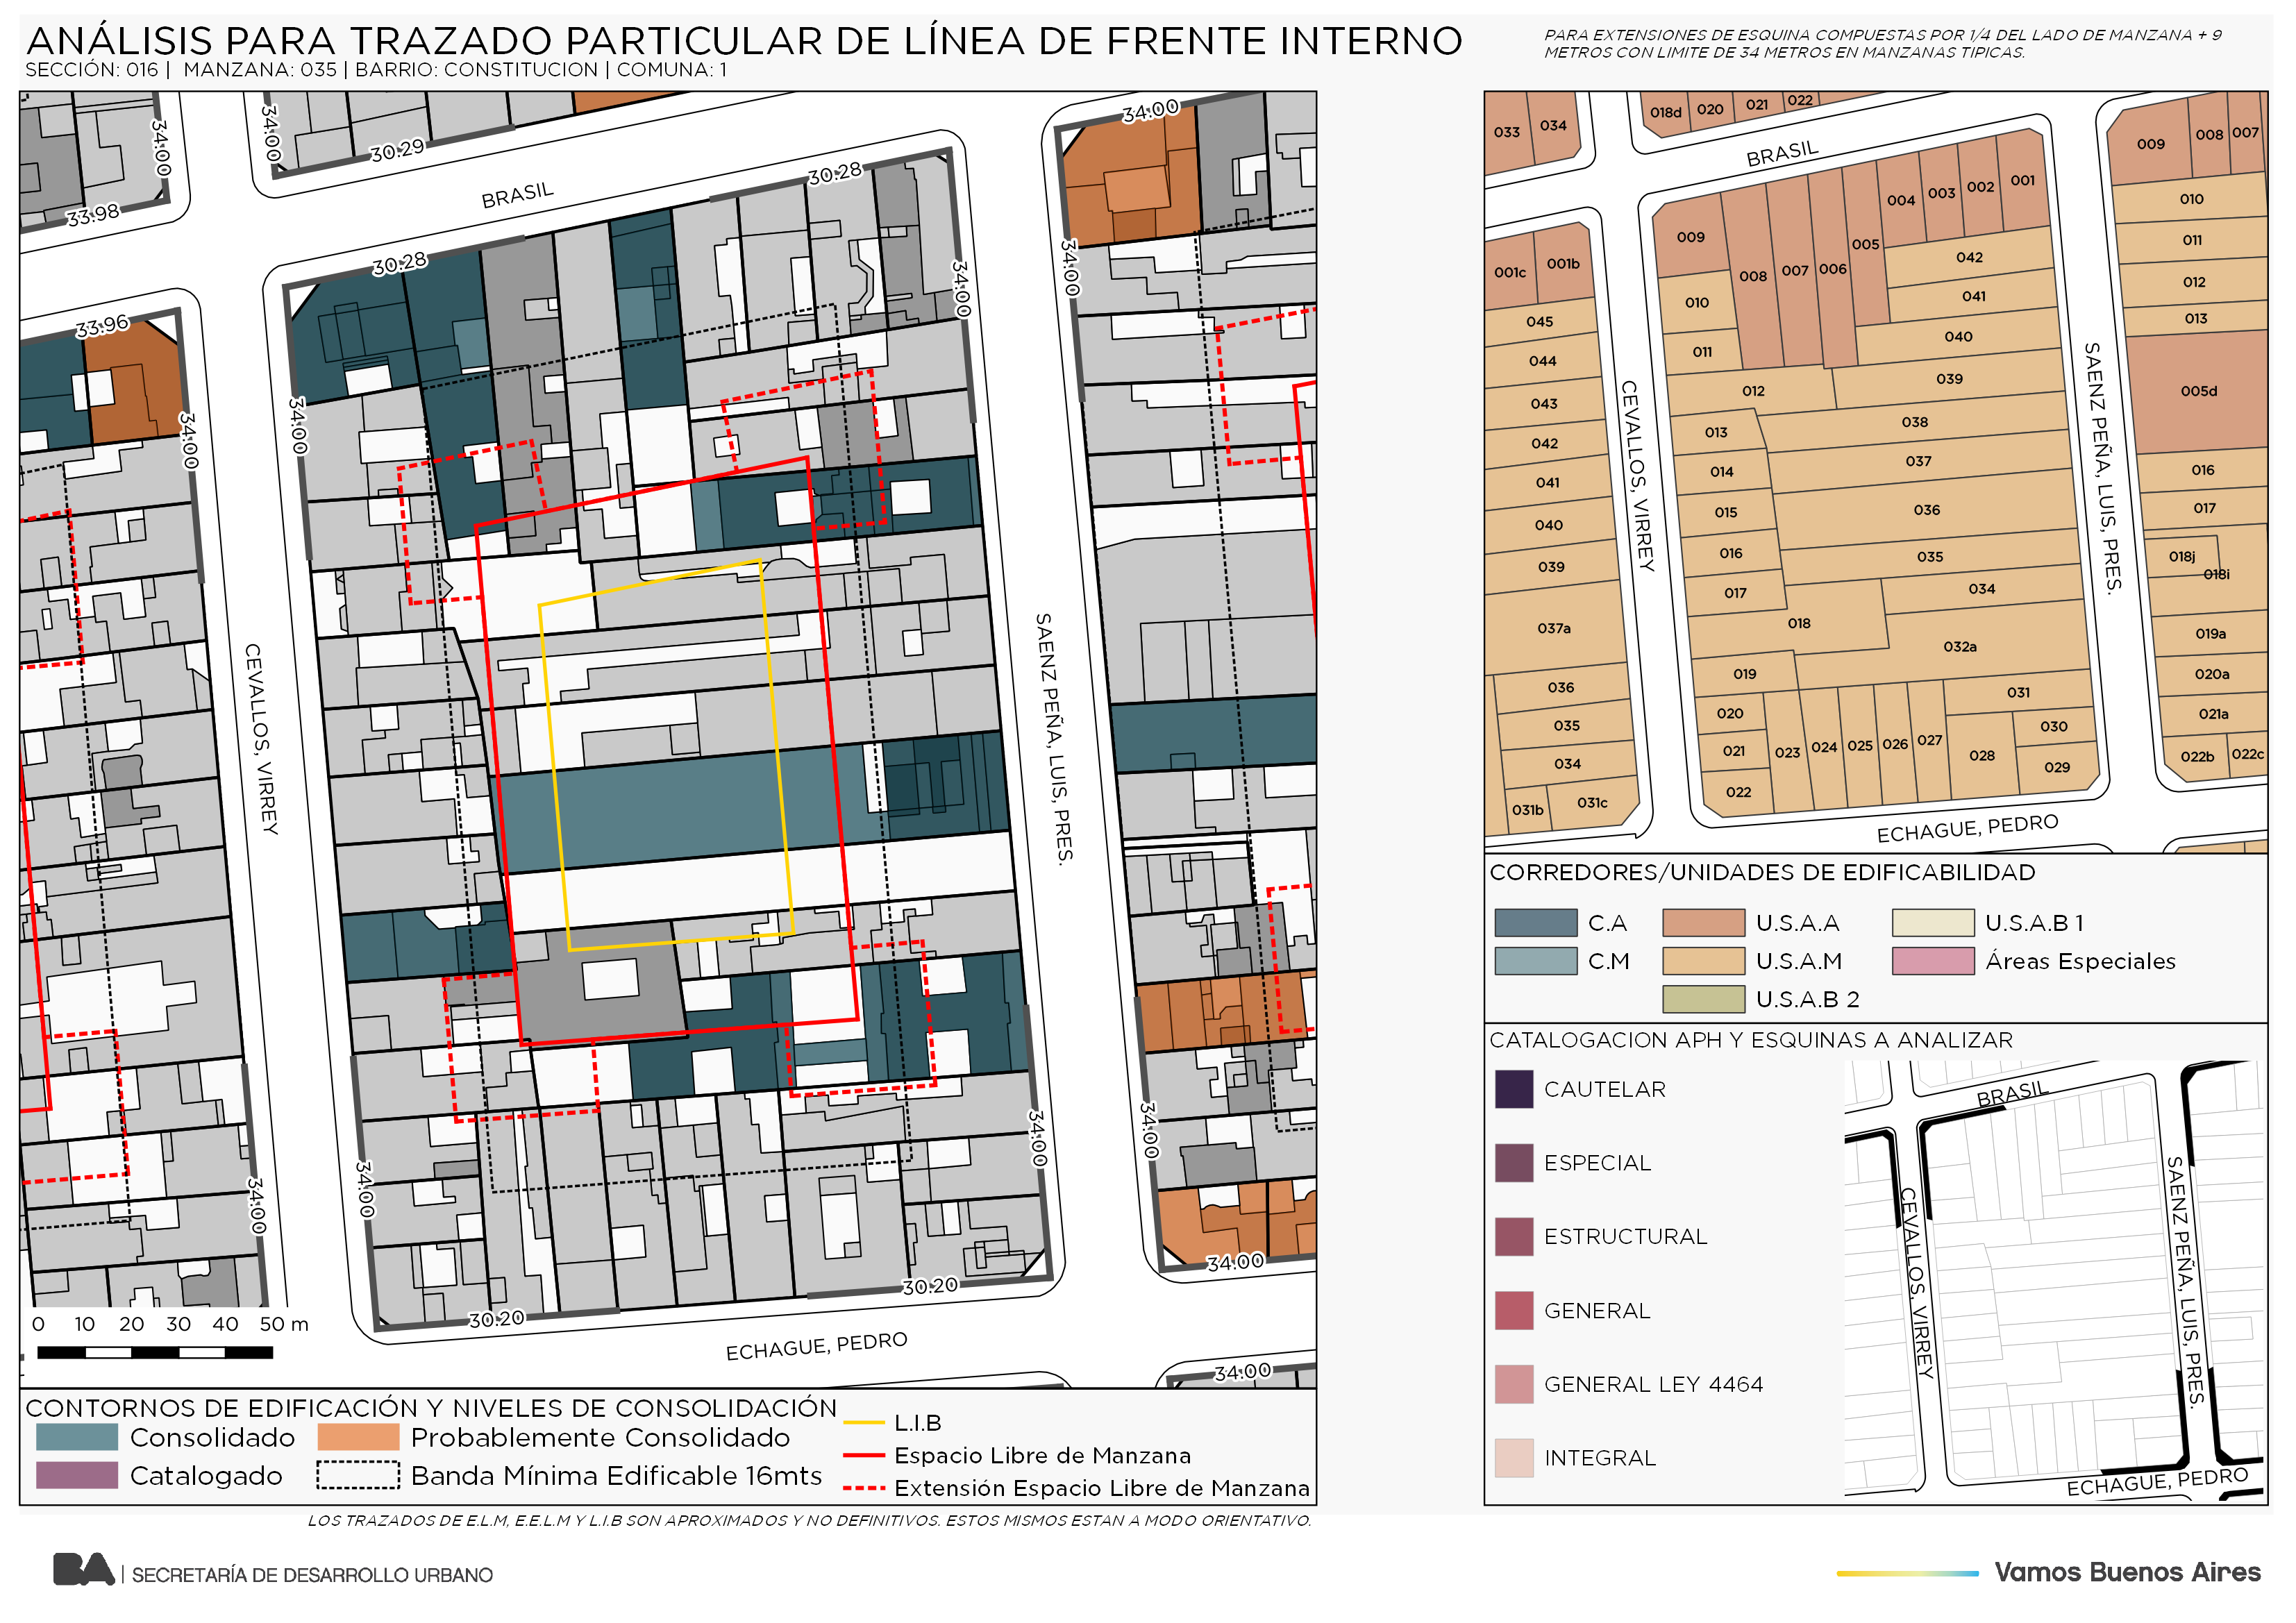 ANÁLISIS PARA TRAZADO PARTICULAR DE LÍNEA DE FRENTE INTERNO
SECCIÓN: 016 | MANZANA: 035 | BARRIO: CONSTITUCION | COMUNA: 1
PARA EXTENSIONES DE ESQUINA COMPUESTAS POR 1/4 DEL LADO DE MANZANA + 9
METROS CON LIMITE DE 34 METROS EN MANZANAS TIPICAS.
34:00
34:00
30.29
34:00
33.98
BRASIL
30.28
30.28
34:00
34:00
33.96
34:00
34:00
CEVALLOS, VIRREY
SAENZ PEÑA, LUIS, PRES.
34:00
34:00
34:00
34:00
34:00
30.20
30.20
34:00
ECHAGUE, PEDRO
0 10 20 30 40 50 m
CONTORNOS DE EDIFICACIÓN Y NIVELES DE CONSOLIDACIÓN
Consolidado
Probablemente Consolidado
Catalogado
Banda Mínima Edificable 16mts
L.I.B
Espacio Libre de Manzana
Extensión Espacio Libre de Manzana
LOS TRAZADOS DE E.L.M, E.E.L.M Y L.I.B SON APROXIMADOS Y NO DEFINITIVOS. ESTOS MISMOS ESTAN A MODO ORIENTATIVO.
033
034
018d
020
021
022
BRASIL
009
008
007
001c
001b
009
008
007
006
005
004
003
002
001
010
011
012
013
005d
016
017
018j
018i
019a
020a
021a
022b
022c
045
044
043
042
041
040
039
037a
036
035
034
031b
031c
CEVALLOS, VIRREY
SAENZ PEÑA, LUIS, PRES.
010
011
012
013
014
015
016
017
018
019
020
021
022
042
041
040
039
038
037
036
035
034
032a
031
030
029
028
027
026
025
024
023
ECHAGUE, PEDRO
CORREDORES/UNIDADES DE EDIFICABILIDAD
C.A
U.S.A.A
U.S.A.B 1
C.M
U.S.A.M
Áreas Especiales
U.S.A.B 2
CATALOGACION APH Y ESQUINAS A ANALIZAR
CAUTELAR
ESPECIAL
ESTRUCTURAL
GENERAL
GENERAL LEY 4464
INTEGRAL
BRASIL
CEVALLOS, VIRREY
SAENZ PEÑA, LUIS, PRES.
ECHAGUE, PEDRO
BA | SECRETARÍA DE DESARROLLO URBANO
Vamos Buenos Aires